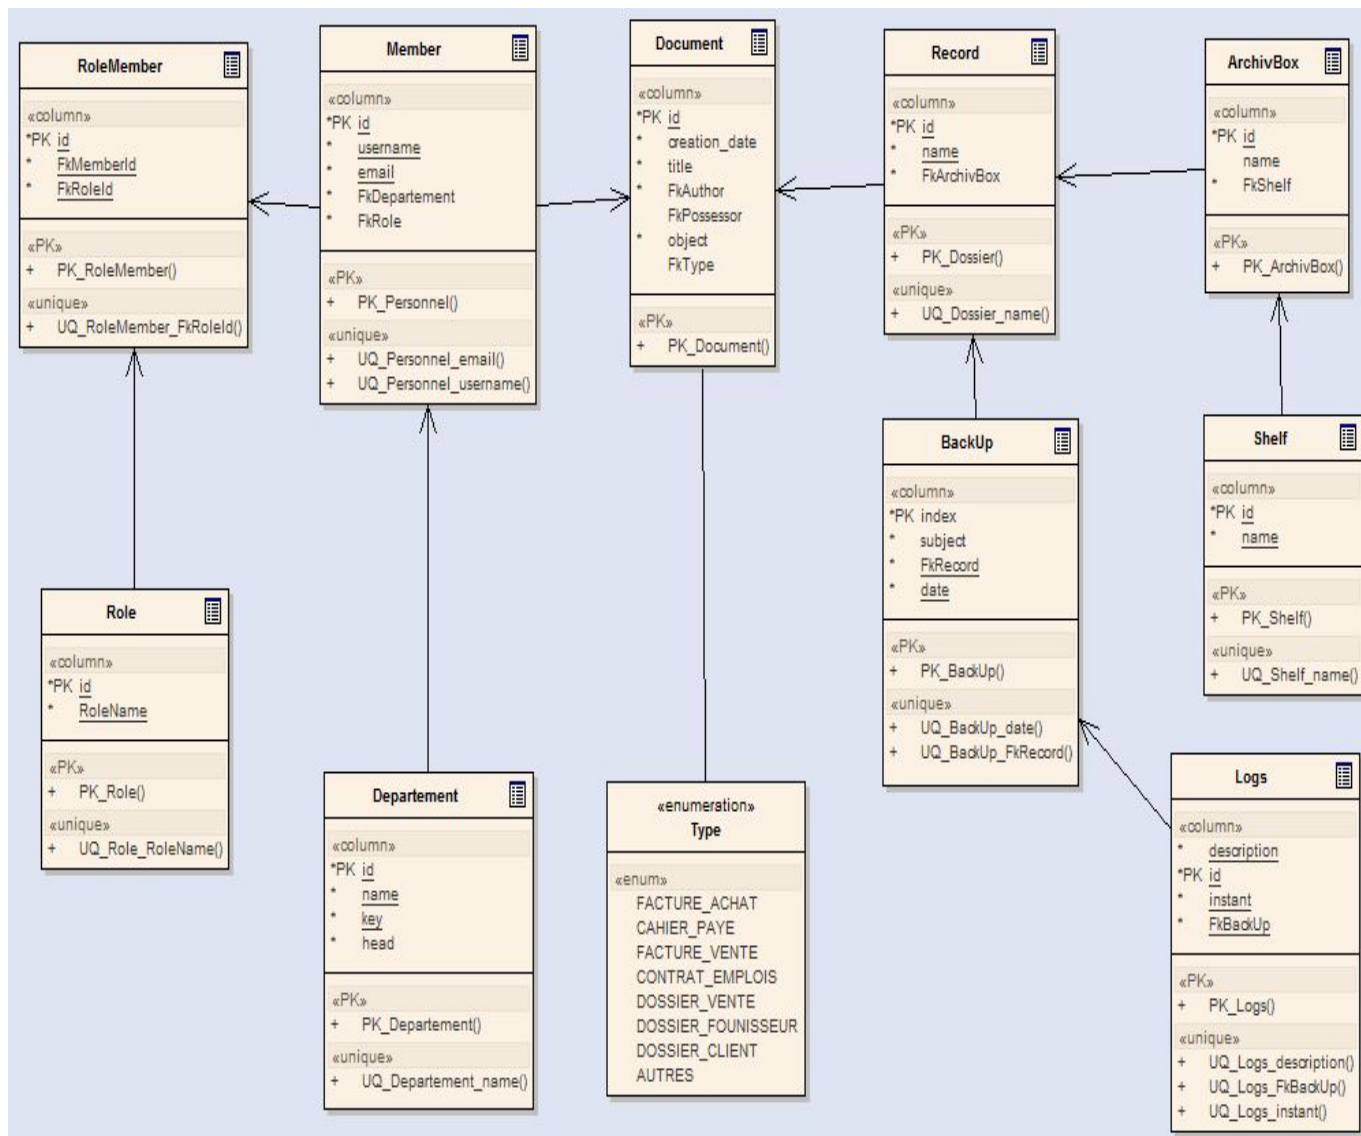 RoleMember
«column»
*PK id
* FkMemberId
* FkRoleId
«PK»
+ PK_RoleMember()
«unique»
+ UQ_RoleMember_FkRoleId()
Member
«column»
*PK id
* username
* email
* FkDepartement
* FkRole
«PK»
+ PK_Personnel()
«unique»
+ UQ_Personnel_email()
+ UQ_Personnel_username()
Document
«column»
*PK id
* creation_date
* title
* FkAuthor
FkPossessor
* object
FkType
«PK»
+ PK_Document()
Record
«column»
*PK id
* name
* FkArchivBox
«PK»
+ PK_Dossier()
«unique»
+ UQ_Dossier_name()
ArchivBox
«column»
*PK id
name
* FkShelf
«PK»
+ PK_ArchivBox()
Role
«column»
*PK id
* RoleName
«PK»
+ PK_Role()
«unique»
+ UQ_Role_RoleName()
Departement
«column»
*PK id
* name
* key
* head
«PK»
+ PK_Departement()
«unique»
+ UQ_Departement_name()
«enumeration»
Type
«enum»
FACTURE_ACHAT
CAHIER_PAYE
FACTURE_VENTE
CONTRAT_EMPLOIS
DOSSIER_VENTE
DOSSIER_FOUNISSEUR
DOSSIER_CLIENT
AUTRES
BackUp
«column»
*PK index
* subject
* FkRecord
* date
«PK»
+ PK_BackUp()
«unique»
+ UQ_BackUp_date()
+ UQ_BackUp_FkRecord()
Shelf
«column»
*PK id
* name
«PK»
+ PK_Shelf()
«unique»
+ UQ_Shelf_name()
Logs
«column»
* description
*PK id
* instant
* FkBackUp
«PK»
+ PK_Logs()
«unique»
+ UQ_Logs_description()
+ UQ_Logs_FkBackUp()
+ UQ_Logs_instant()